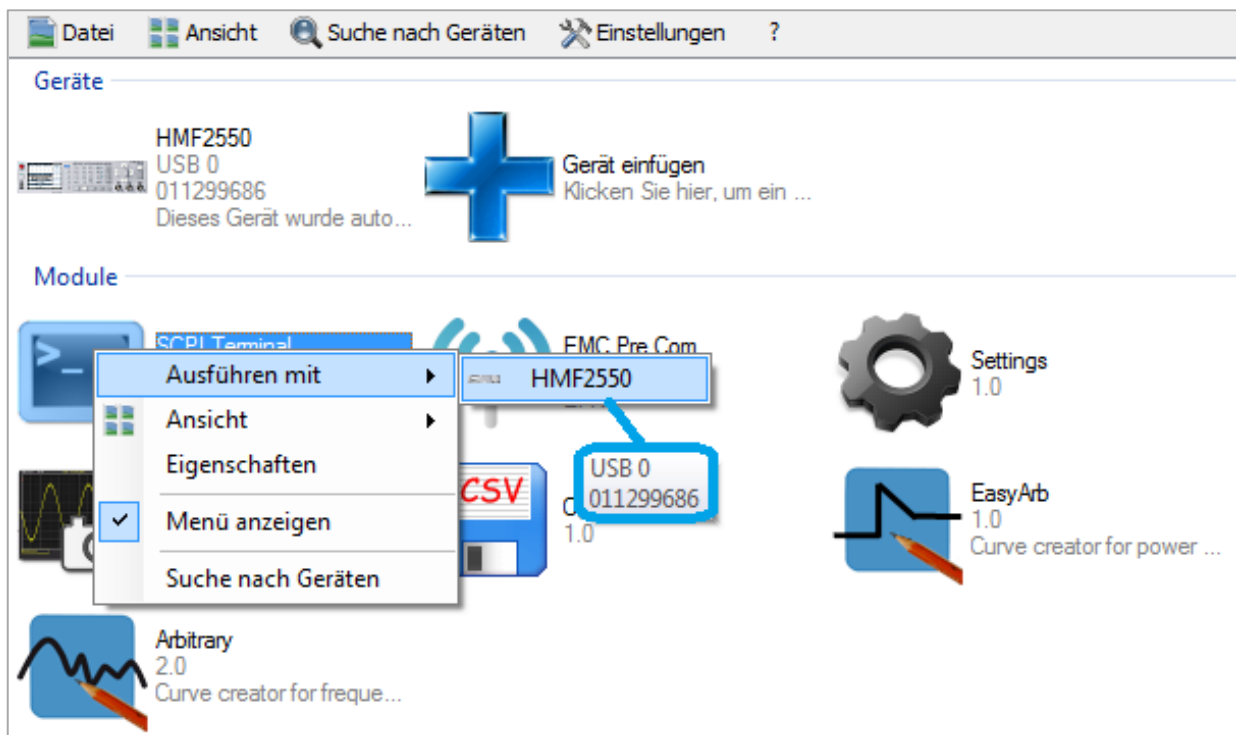 Datei Ansicht Suche nach Geräten Einstellungen ?
Geräte
HMF2550
USB 0
011299686
Dieses Gerät wurde auto...
Gerät einfügen
Klicken Sie hier, um ein ...
Module
SCPI Terminal
EMC Pre Com
Ausführen mit
HMF2550
Ansicht
Eigenschaften
Menü anzeigen
Suche nach Geräten
USB 0
011299686
Settings
1.0
CSV
1.0
EasyArb
1.0
Curve creator for power ...
Arbitrary
2.0
Curve creator for freque...